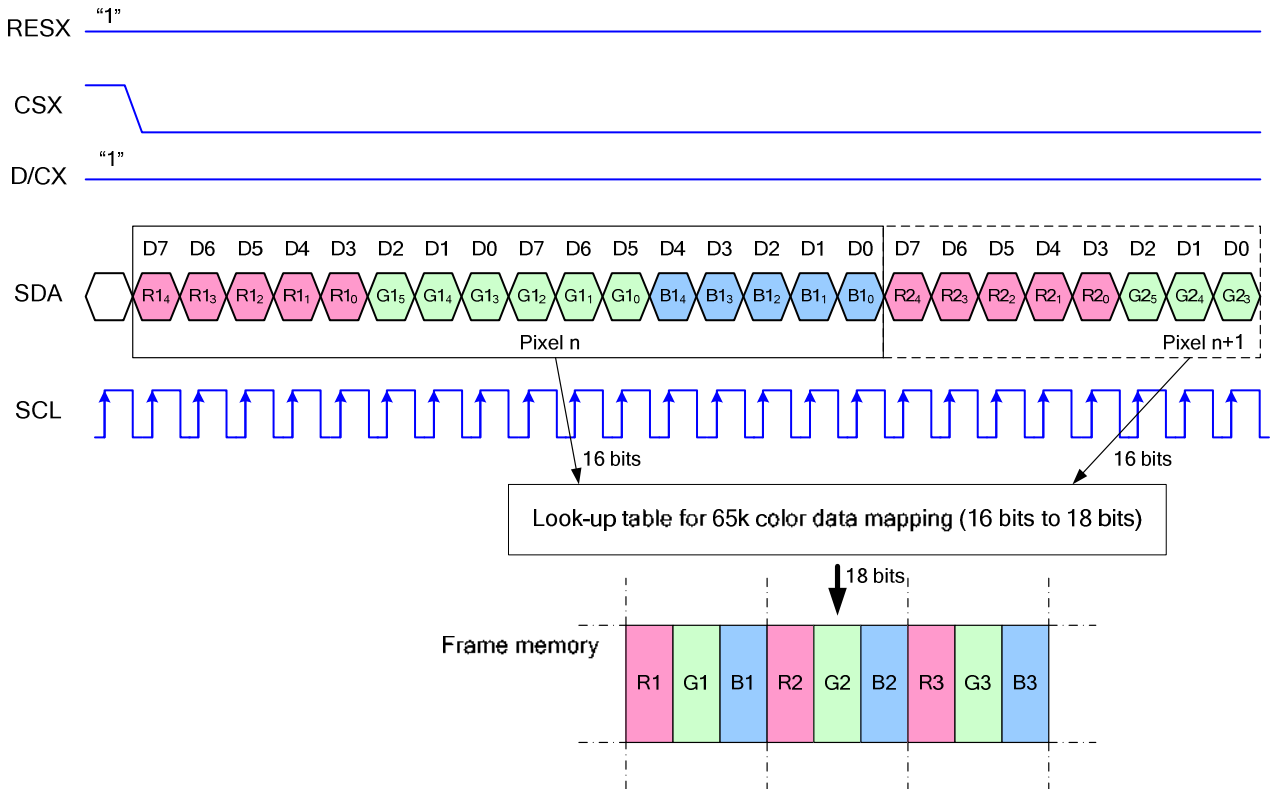 RESX “1”
CSX
D/CX “1”
D7 D6 D5 D4 D3 D2 D1 D0 D7 D6 D5 D4 D3 D2 D1 D0 D7 D6 D5 D4 D3 D2 D1 D0
SDA R1₄ R1₃ R1₂ R1₁ R1₀ G1₅ G1₄ G1₃ G1₂ G1₁ G1₀ B1₄ B1₃ B1₂ B1₁ B1₀ R2₄ R2₃ R2₂ R2₁ R2₀ G2₅ G2₄ G2₃
Pixel n Pixel n+1
SCL
16 bits 16 bits
Look-up table for 65k color data mapping (16 bits to 18 bits)
18 bits
Frame memory
R1 G1 B1 R2 G2 B2 R3 G3 B3